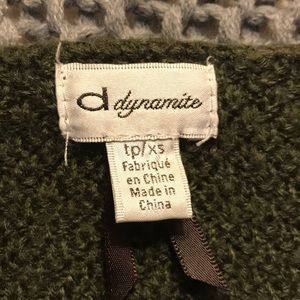 d dynamite
tp/xs
Fabriqué
en Chine
Made in
China